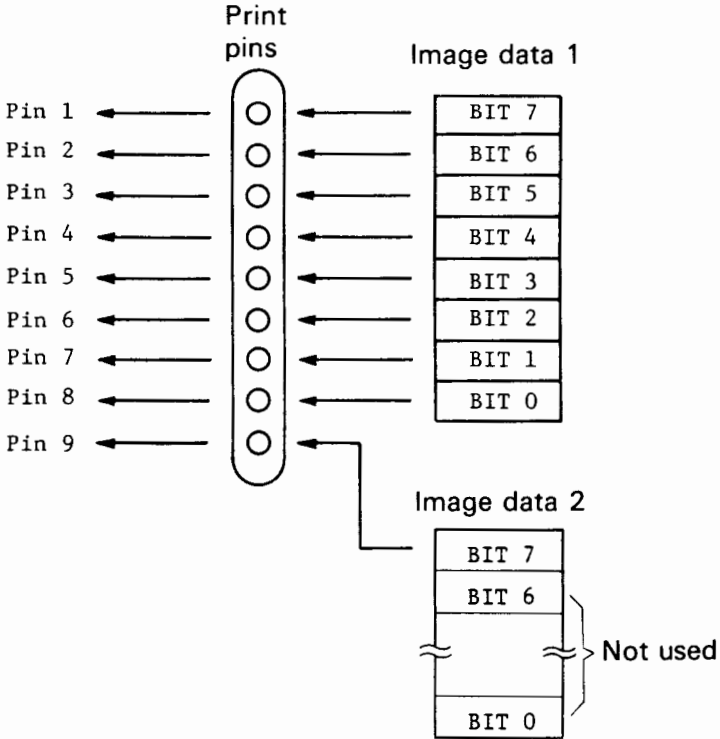 Print
pins
Image data 1
Pin 1
BIT 7
Pin 2
BIT 6
Pin 3
BIT 5
Pin 4
BIT 4
Pin 5
BIT 3
Pin 6
BIT 2
Pin 7
BIT 1
Pin 8
BIT 0
Pin 9
Image data 2
BIT 7
BIT 6
Not used
BIT 0